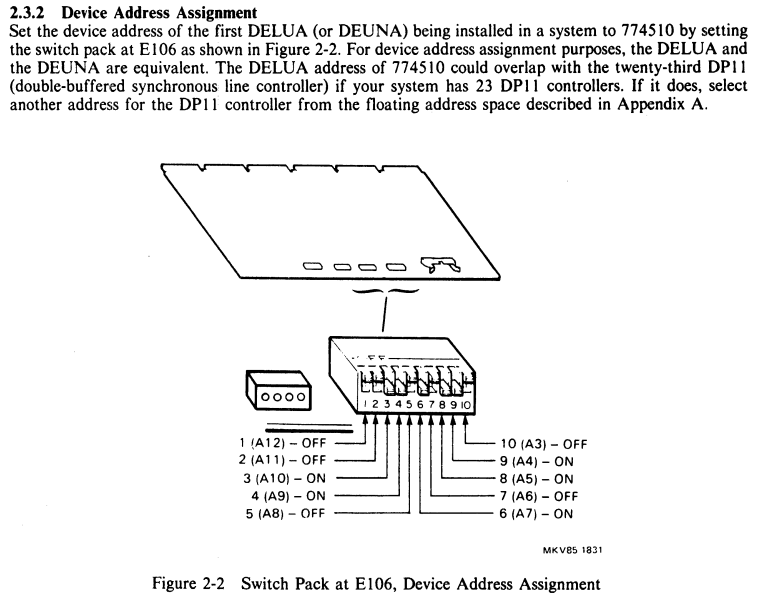 2.3.2 Device Address Assignment
Set the device address of the first DELUA (or DEUNA) being installed in a system to 774510 by setting
the switch pack at E106 as shown in Figure 2-2. For device address assignment purposes, the DELUA and
the DEUNA are equivalent. The DELUA address of 774510 could overlap with the twenty-third DP11
(double-buffered synchronous line controller) if your system has 23 DP11 controllers. If it does, select
another address for the DP11 controller from the floating address space described in Appendix A.
1 2 3 4 5 6 7 8 9 10
1 (A12) – OFF
2 (A11) – OFF
3 (A10) – ON
4 (A9) – ON
5 (A8) – OFF
10 (A3) – OFF
9 (A4) – ON
8 (A5) – ON
7 (A6) – OFF
6 (A7) – ON
MKV85 1831
Figure 2-2 Switch Pack at E106, Device Address Assignment